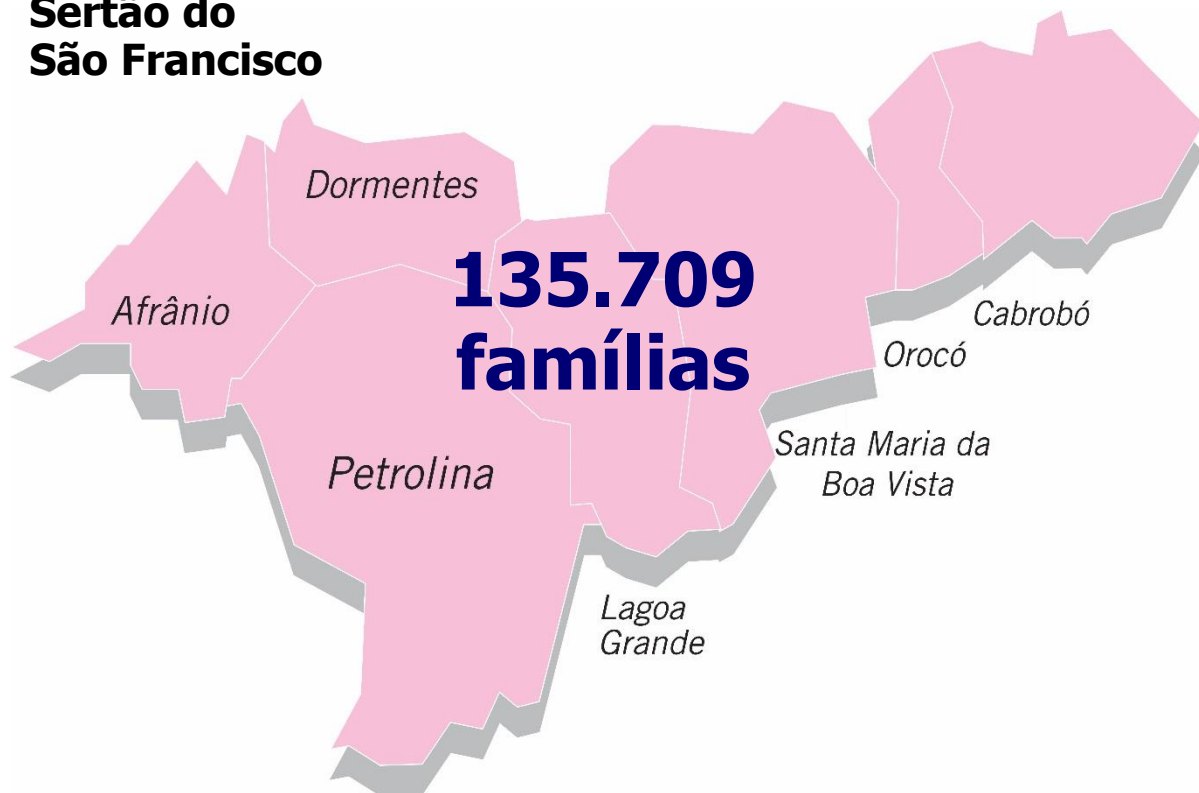 Sertão do
São Francisco
Dormentes
135.709
famílias
Afrânio
Cabrobó
Orocó
Petrolina
Santa Maria da
Boa Vista
Lagoa
Grande